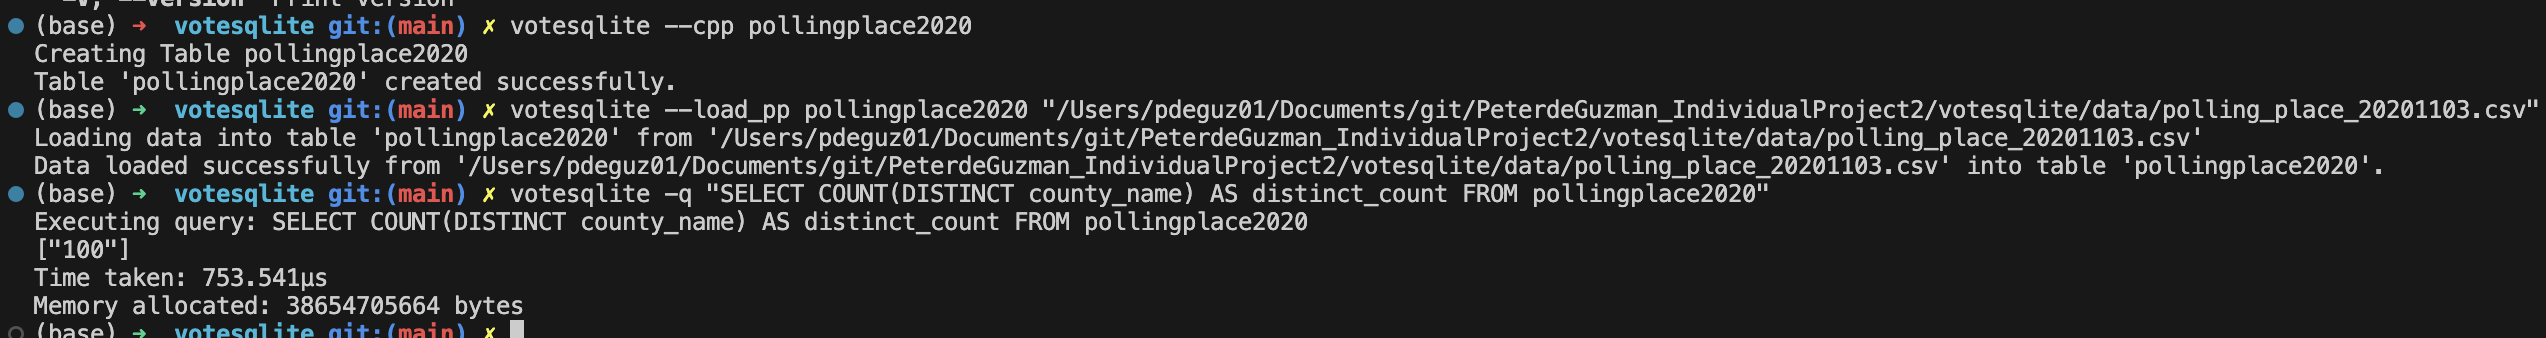 -V, --version  Print version
(base) ➜  votesqlite git:(main) ✗ votesqlite --cpp pollingplace2020
Creating Table pollingplace2020
Table 'pollingplace2020' created successfully.
(base) ➜  votesqlite git:(main) ✗ votesqlite --load_pp pollingplace2020 "/Users/pdeguz01/Documents/git/PeterdeGuzman_IndividualProject2/votesqlite/data/polling_place_20201103.csv"
Loading data into table 'pollingplace2020' from '/Users/pdeguz01/Documents/git/PeterdeGuzman_IndividualProject2/votesqlite/data/polling_place_20201103.csv'
Data loaded successfully from '/Users/pdeguz01/Documents/git/PeterdeGuzman_IndividualProject2/votesqlite/data/polling_place_20201103.csv' into table 'pollingplace2020'.
(base) ➜  votesqlite git:(main) ✗ votesqlite -q "SELECT COUNT(DISTINCT county_name) AS distinct_count FROM pollingplace2020"
Executing query: SELECT COUNT(DISTINCT county_name) AS distinct_count FROM pollingplace2020
["100"]
Time taken: 753.541µs
Memory allocated: 38654705664 bytes
(base) ➜  votesqlite git:(main) ✗